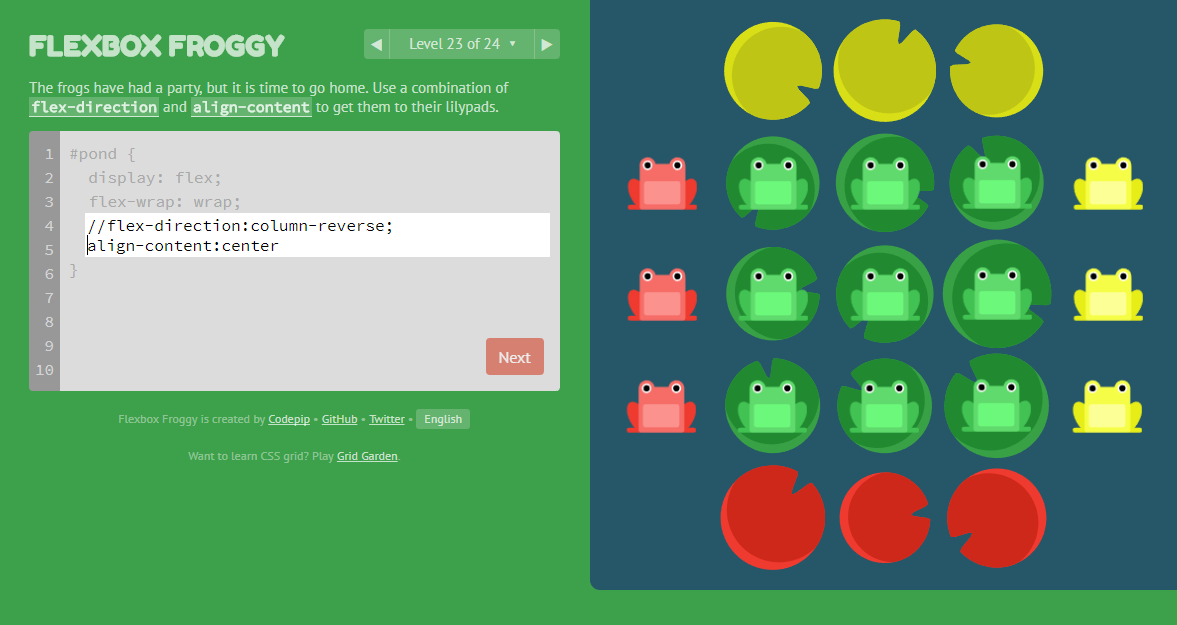 FLEXBOX FROGGY
◀ Level 23 of 24 ▼ ▶
The frogs have had a party, but it is time to go home. Use a combination of
flex-direction and align-content to get them to their lilypads.
1 #pond {
2 display: flex;
3 flex-wrap: wrap;
4 //flex-direction:column-reverse;
5 align-content:center
6 }
7
8
9
10
Next
Flexbox Froggy is created by Codepip • GitHub • Twitter • English
Want to learn CSS grid? Play Grid Garden.